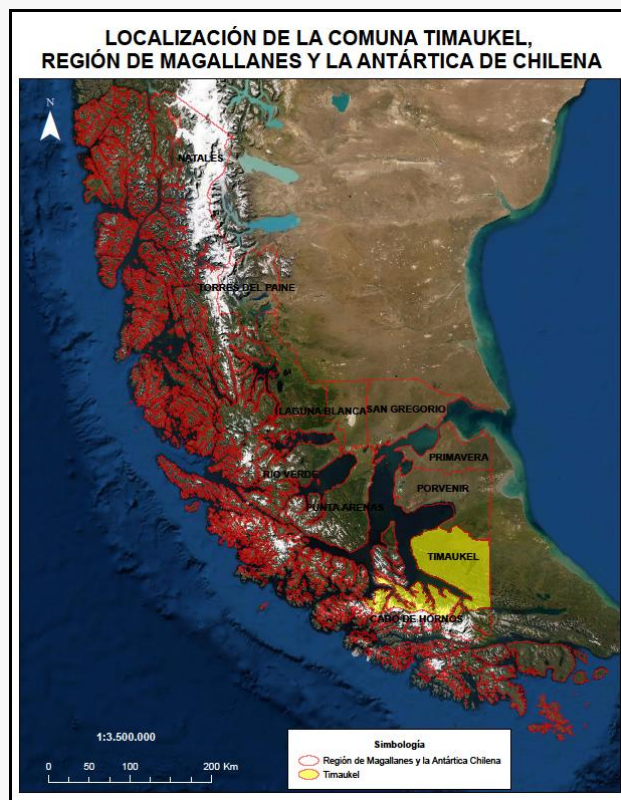 LOCALIZACIÓN DE LA COMUNA TIMAUKEL,
REGIÓN DE MAGALLANES Y LA ANTÁRTICA DE CHILENA
N
NATALES
TORRES DEL PAINE
LAGUNA BLANCA
SAN GREGORIO
PRIMAVERA
RIO VERDE
PORVENIR
PUNTA ARENAS
TIMAUKEL
CABO DE HORNOS
1:3.500.000
0 50 100 200 Km
Simbología
Región de Magallanes y la Antártica Chilena
Timaukel